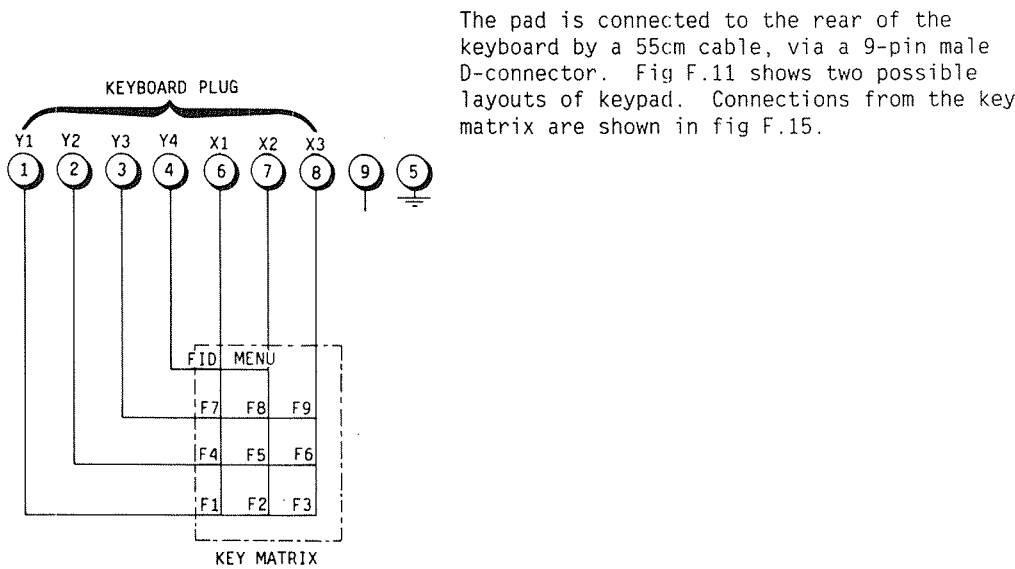 The pad is connected to the rear of the
keyboard by a 55cm cable, via a 9-pin male
D-connector. Fig F.11 shows two possible
layouts of keypad. Connections from the key
matrix are shown in fig F.15.
KEYBOARD PLUG
Y1 Y2 Y3 Y4 X1 X2 X3
1 2 3 4 6 7 8 9 5
FID MENU
F7 F8 F9
F4 F5 F6
F1 F2 F3
KEY MATRIX